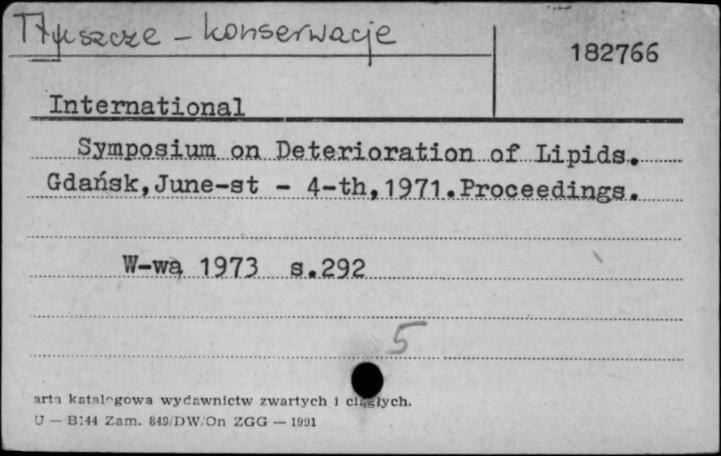 Tłuszcze – konserwacje
182766
International
Symposium on Deterioration of Lipids.
Gdańsk,June-st - 4-th,1971.Proceedings.
W-wa 1973 s.292
5
arta katalogowa wydawnictw zwartych i ciągłych.
U — B144 Zam. 849/DW/On ZGG — 1991